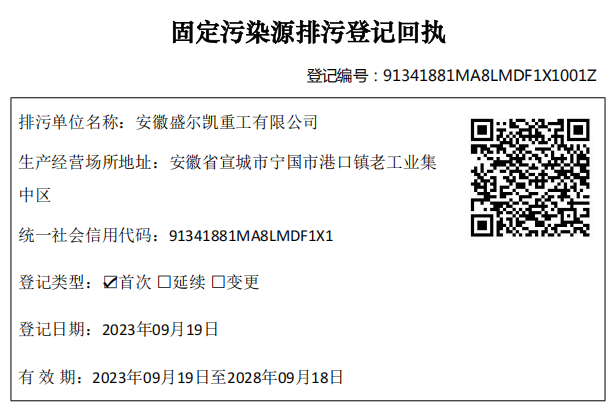 固定污染源排污登记回执
登记编号：91341881MA8LMDF1X1001Z
排污单位名称：安徽盛尔凯重工有限公司
生产经营场所地址：安徽省宣城市宁国市港口镇老工业集
中区
统一社会信用代码：91341881MA8LMDF1X1
登记类型：☑首次 ☐延续 ☐变更
登记日期：2023年09月19日
有 效 期：2023年09月19日至2028年09月18日